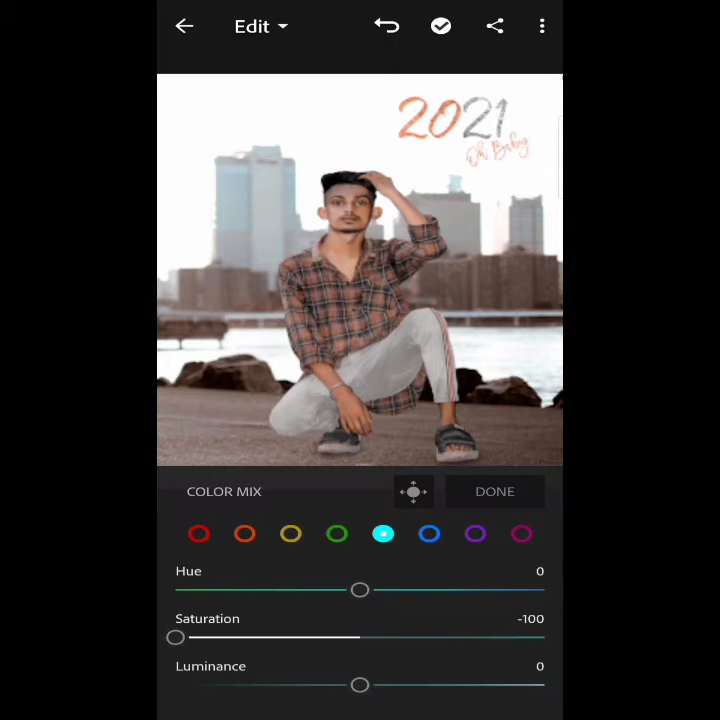 Edit
2021
Oh Baby
COLOR MIX
DONE
Hue 0
Saturation -100
Luminance 0